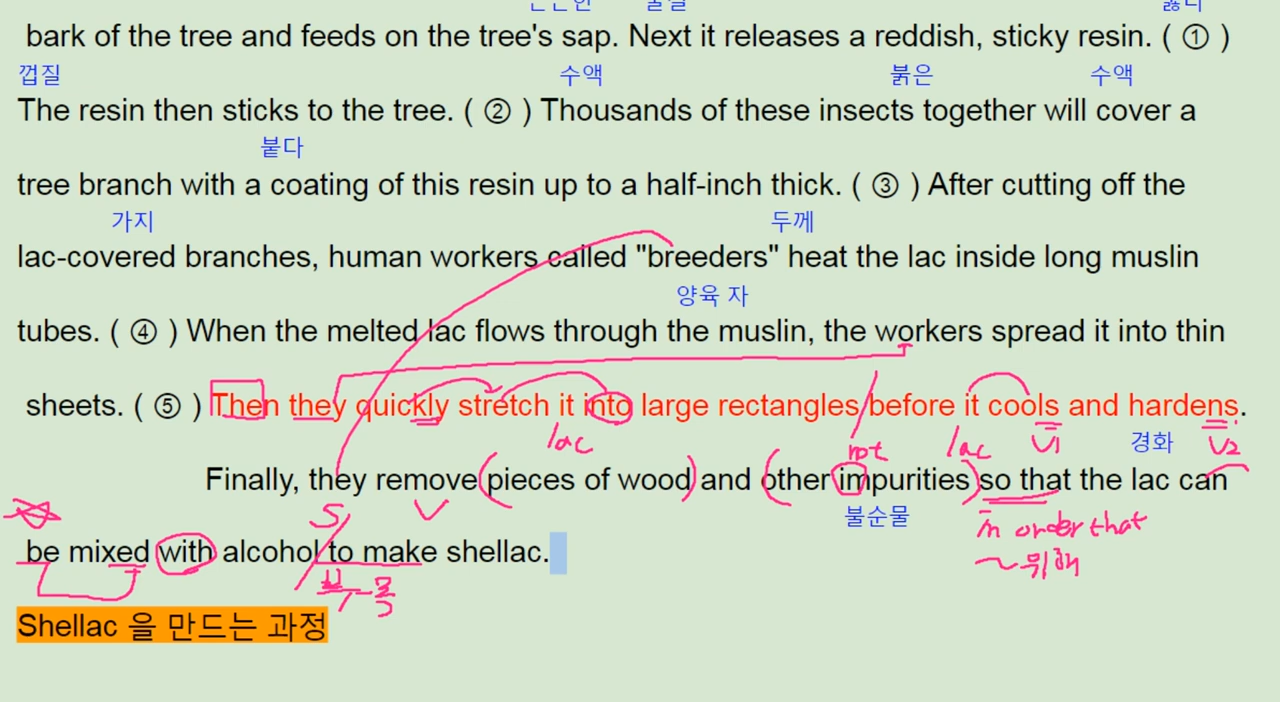 bark of the tree and feeds on the tree's sap. Next it releases a reddish, sticky resin. ( ① )
껍질 수액 붉은 수액
The resin then sticks to the tree. ( ② ) Thousands of these insects together will cover a
붙다
tree branch with a coating of this resin up to a half-inch thick. ( ③ ) After cutting off the
가지 두께
lac-covered branches, human workers called "breeders" heat the lac inside long muslin
양육 자
tubes. ( ④ ) When the melted lac flows through the muslin, the workers spread it into thin
sheets. ( ⑤ ) Then they quickly stretch it into large rectangles before it cools and hardens.
lac not lac V1 경화 V2
Finally, they remove pieces of wood and other impurities so that the lac can
S V 불순물 in order that
be mixed with alcohol to make shellac.
~위해
Shellac 을 만드는 과정